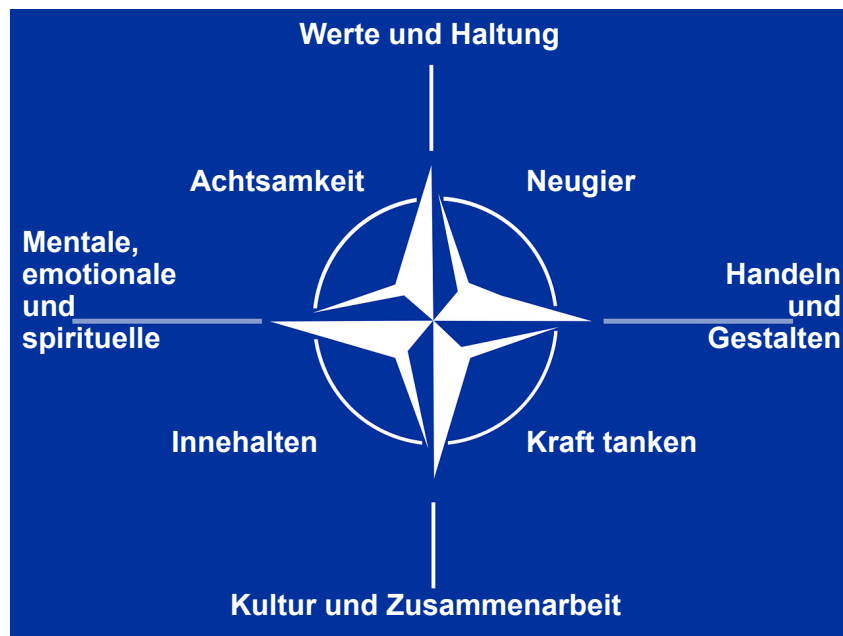 Werte und Haltung
Achtsamkeit
Neugier
Mentale,
emotionale
und
spirituelle
Handeln
und
Gestalten
Innehalten
Kraft tanken
Kultur und Zusammenarbeit